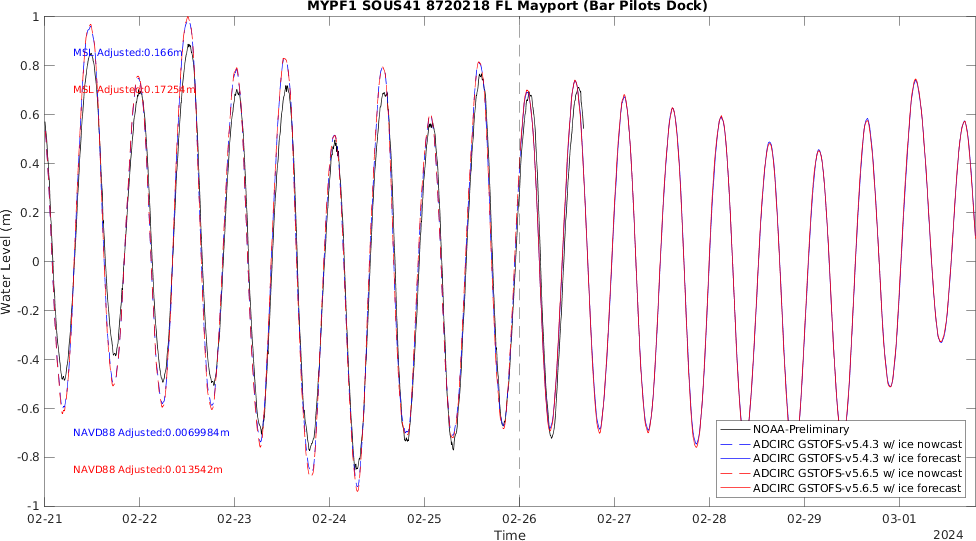 MYPF1 SOUS41 8720218 FL Mayport (Bar Pilots Dock)
1
0.8
0.6
0.4
0.2
0
-0.2
-0.4
-0.6
-0.8
-1
Water Level (m)
MSL Adjusted:0.166m
MSL Adjusted:0.17254m
NAVD88 Adjusted:0.0069984m
NAVD88 Adjusted:0.013542m
NOAA-Preliminary
ADCIRC GSTOFS-v5.4.3 w/ ice nowcast
ADCIRC GSTOFS-v5.4.3 w/ ice forecast
ADCIRC GSTOFS-v5.6.5 w/ ice nowcast
ADCIRC GSTOFS-v5.6.5 w/ ice forecast
02-21 02-22 02-23 02-24 02-25 02-26 02-27 02-28 02-29 03-01
Time
2024